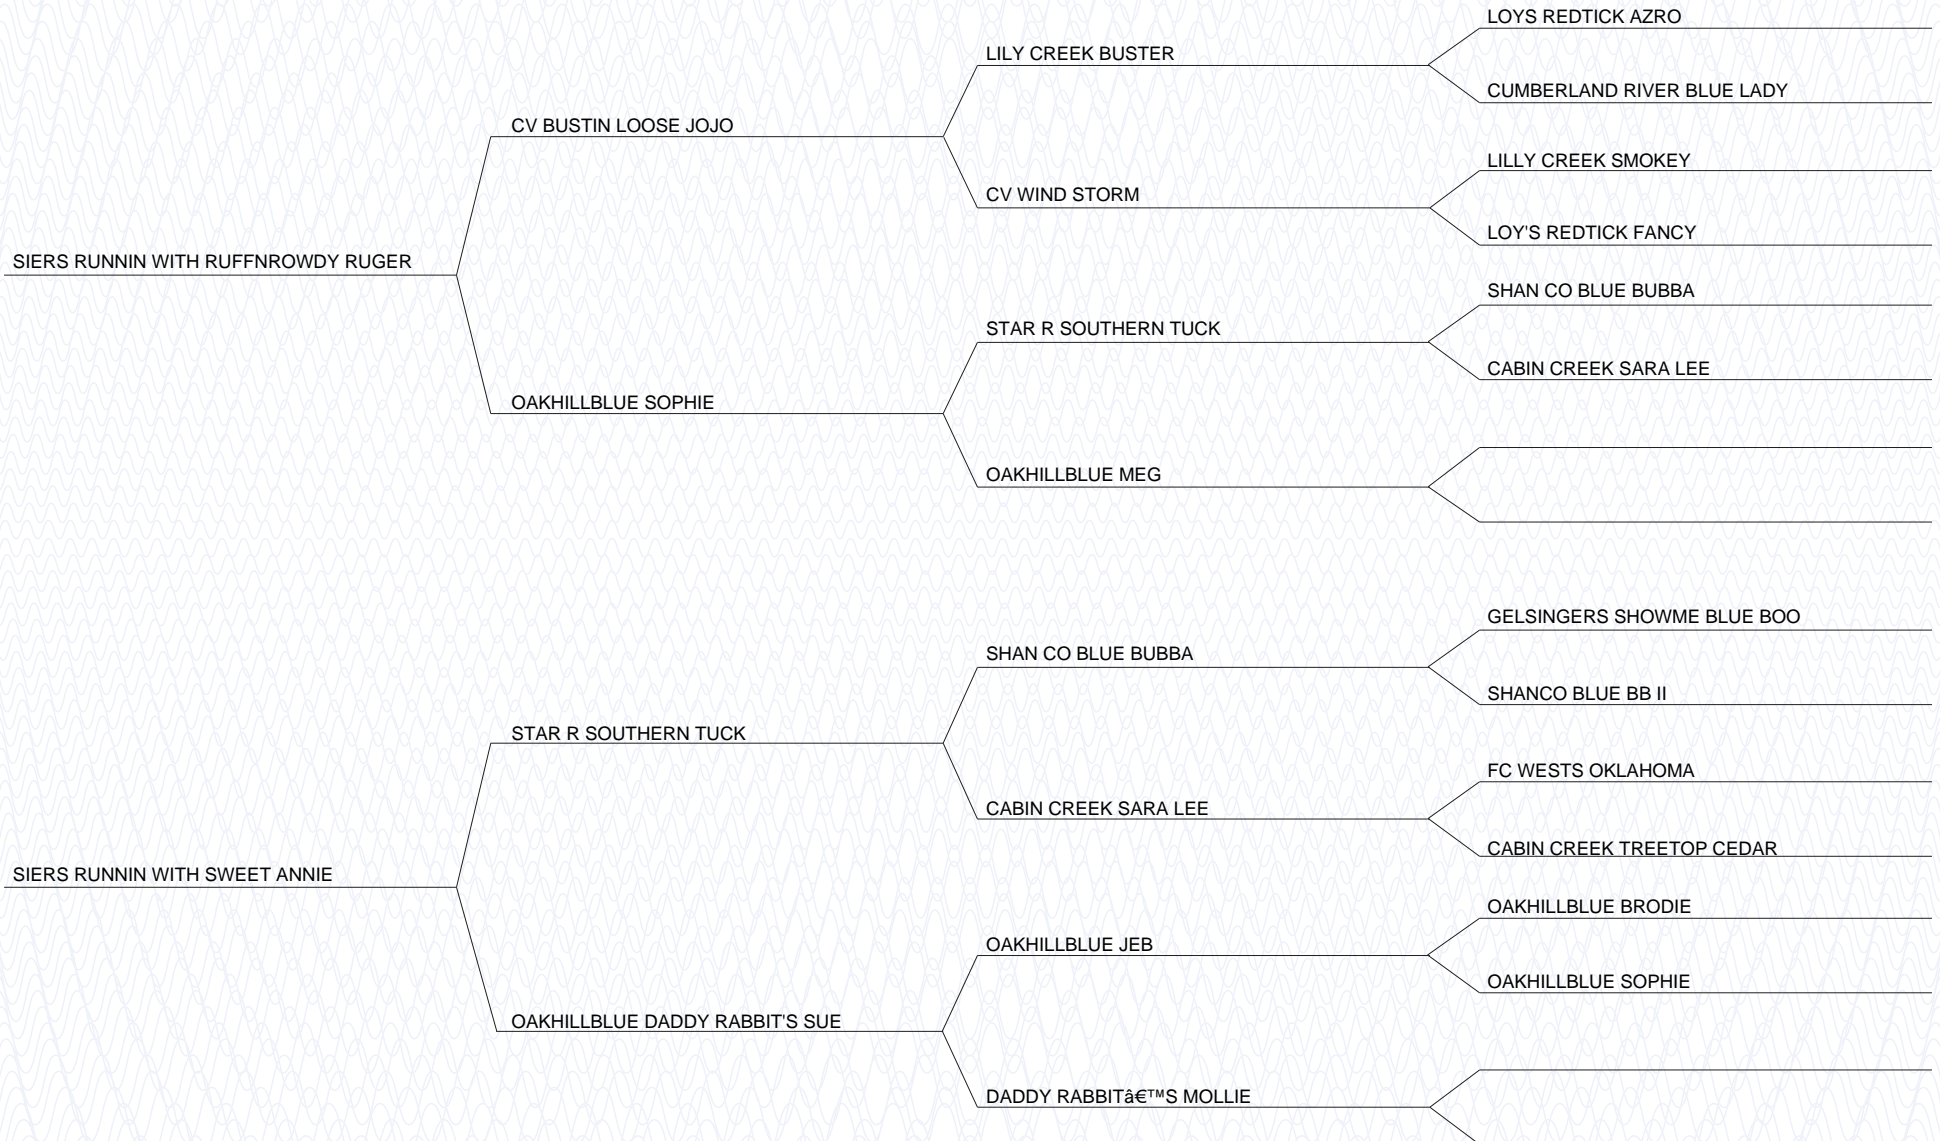 LOYS REDTICK AZRO
LILY CREEK BUSTER
CUMBERLAND RIVER BLUE LADY
CV BUSTIN LOOSE JOJO
LILLY CREEK SMOKEY
CV WIND STORM
LOY'S REDTICK FANCY
SIERS RUNNIN WITH RUFFNROWDY RUGER
SHAN CO BLUE BUBBA
STAR R SOUTHERN TUCK
CABIN CREEK SARA LEE
OAKHILLBLUE SOPHIE
OAKHILLBLUE MEG
GELSINGERS SHOWME BLUE BOO
SHAN CO BLUE BUBBA
SHANCO BLUE BB II
STAR R SOUTHERN TUCK
FC WESTS OKLAHOMA
CABIN CREEK SARA LEE
CABIN CREEK TREETOP CEDAR
SIERS RUNNIN WITH SWEET ANNIE
OAKHILLBLUE BRODIE
OAKHILLBLUE JEB
OAKHILLBLUE SOPHIE
OAKHILLBLUE DADDY RABBIT'S SUE
DADDY RABBITâ€™S MOLLIE